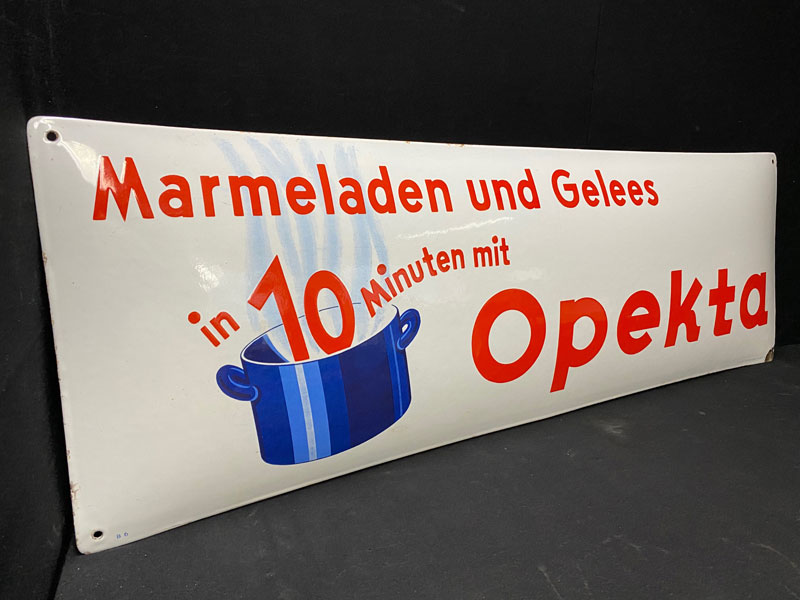 Marmeladen und Gelees
in 10 Minuten mit
Opekta